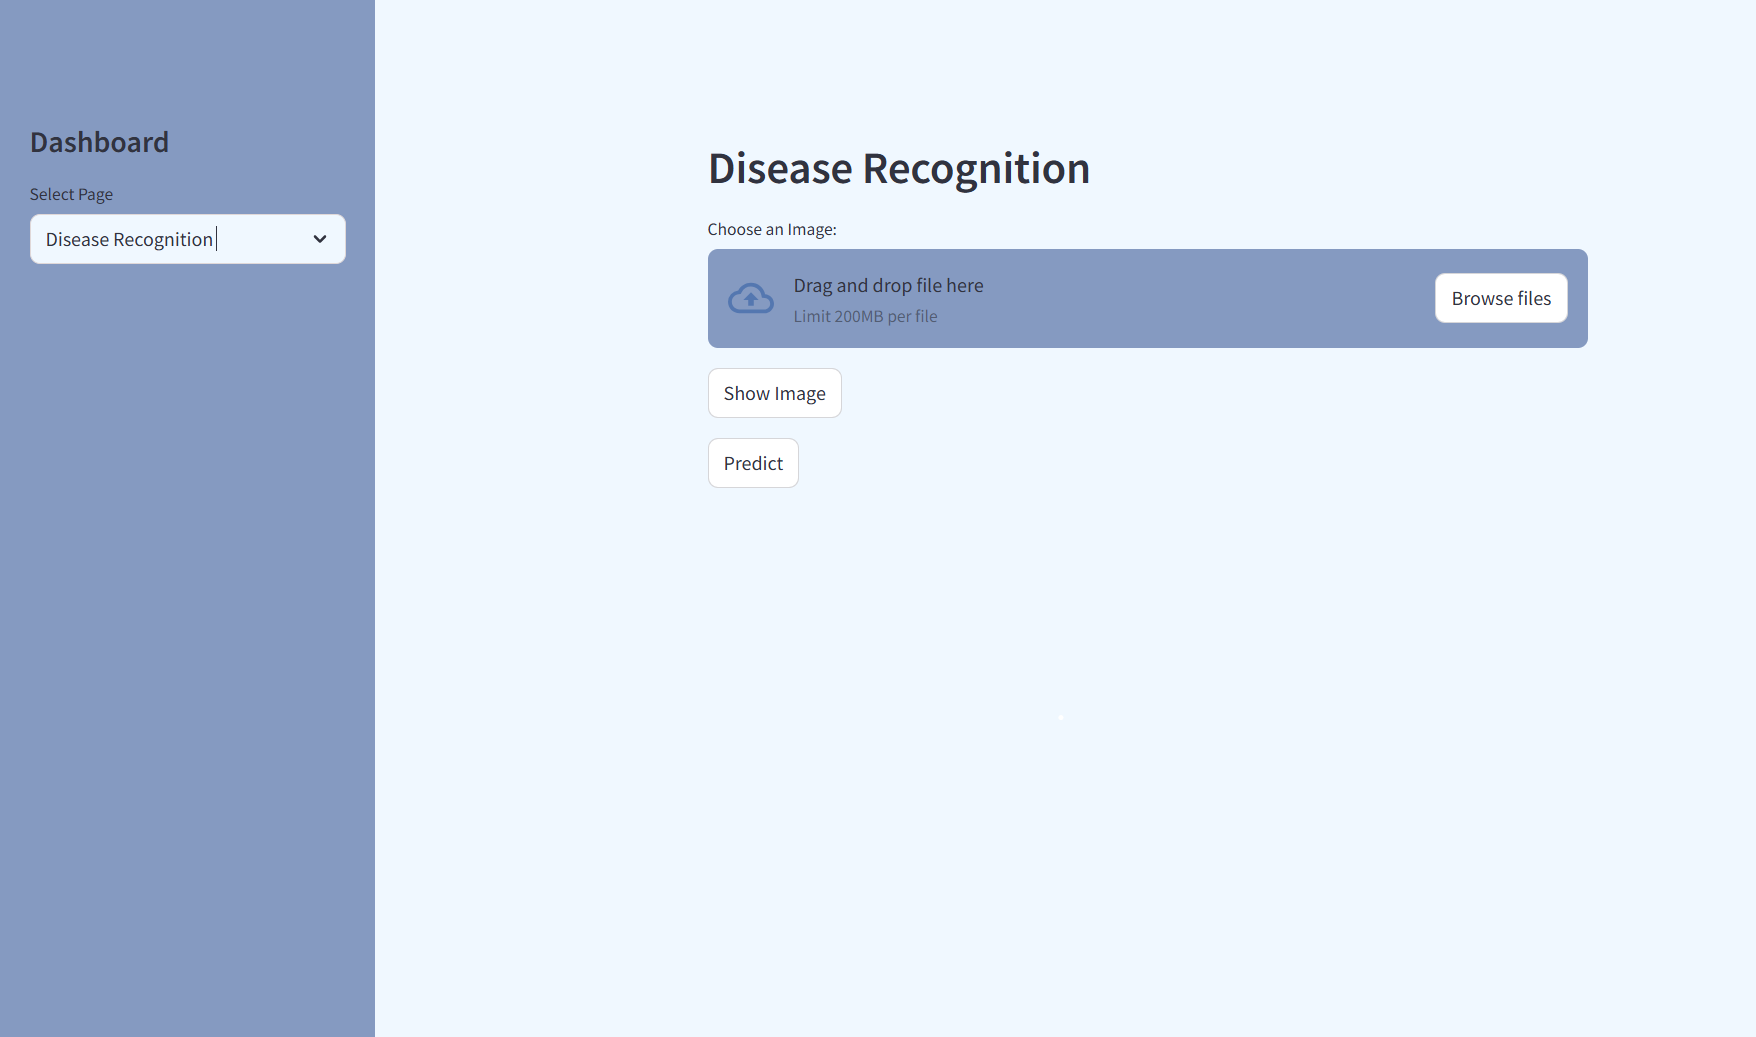 Dashboard
Select Page
Disease Recognition
Disease Recognition
Choose an Image:
Drag and drop file here
Limit 200MB per file
Browse files
Show Image
Predict